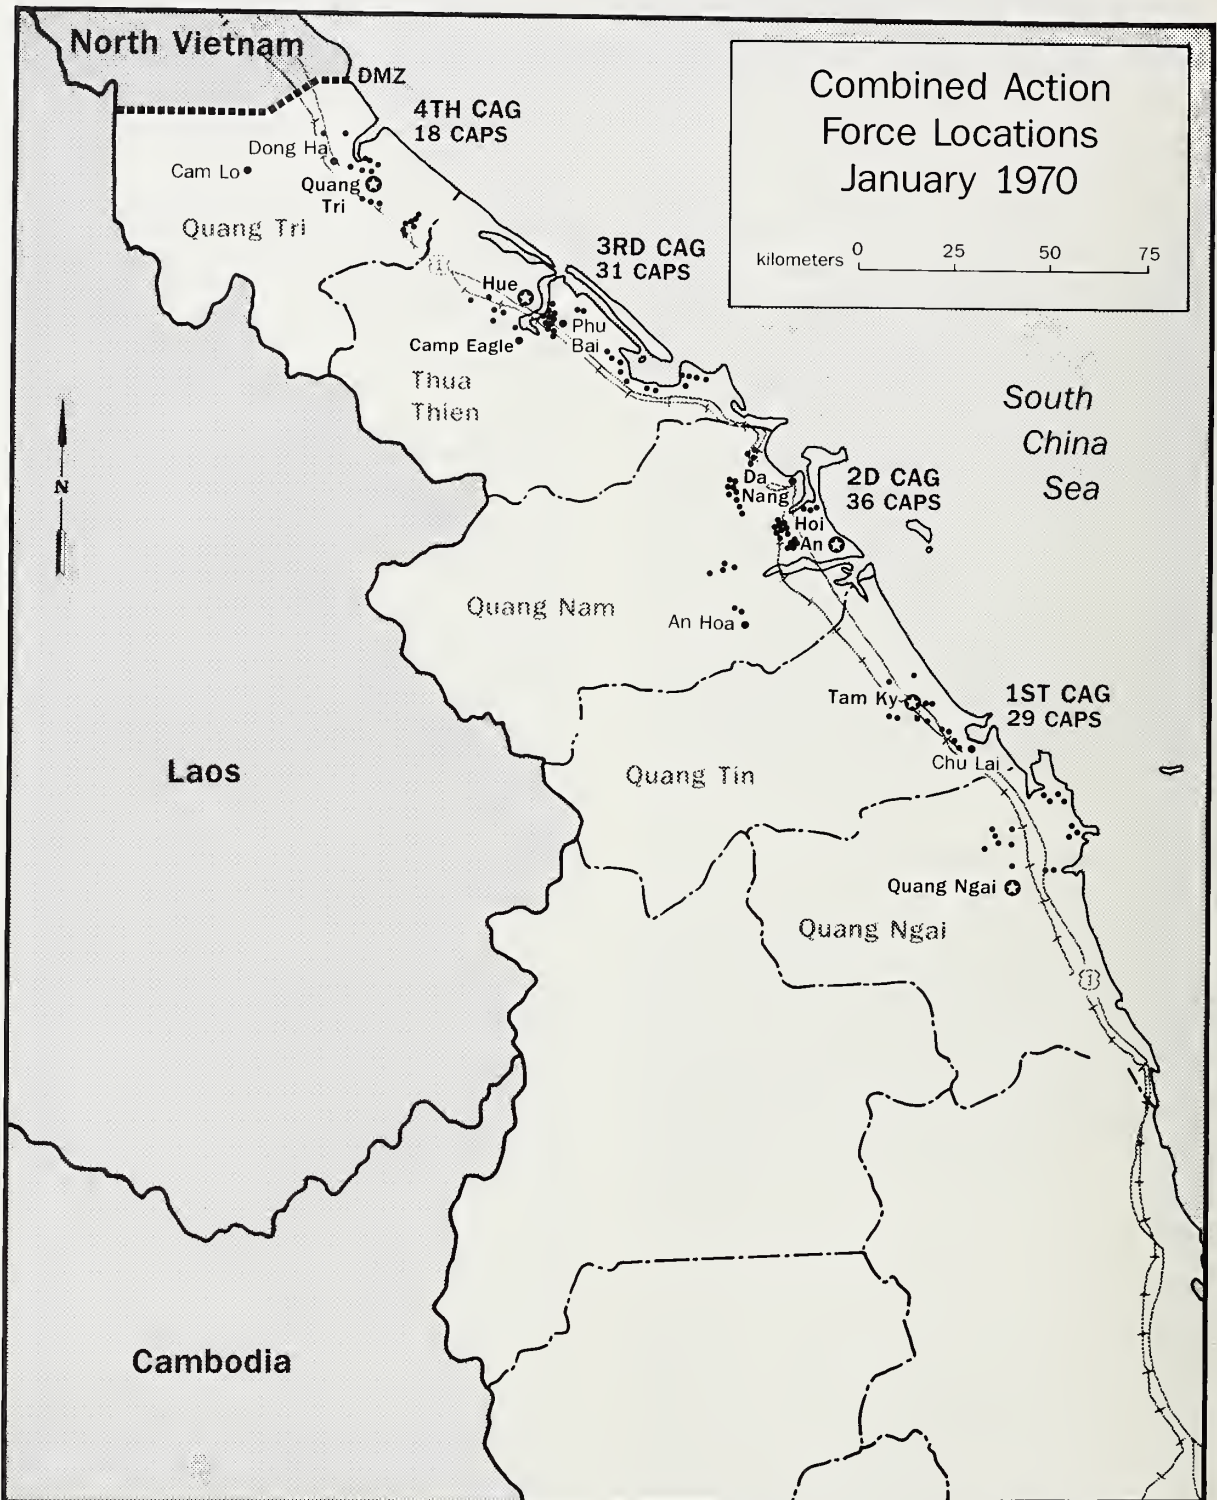 North Vietnam
DMZ
4TH CAG
18 CAPS
Combined Action
Force Locations
January 1970
kilometers 0 25 50 75
Dong Ha
Cam Lo
Quang
Tri
Quang Tri
3RD CAG
31 CAPS
1
Hue
Phu
Bai
Camp Eagle
Thua
Thien
South
China
Sea
N
Da
Nang
2D CAG
36 CAPS
Hoi
An
Quang Nam
An Hoa
Tam Ky
1ST CAG
29 CAPS
Chu Lai
Laos
Quang Tin
Quang Ngai
Quang Ngai
1
Cambodia